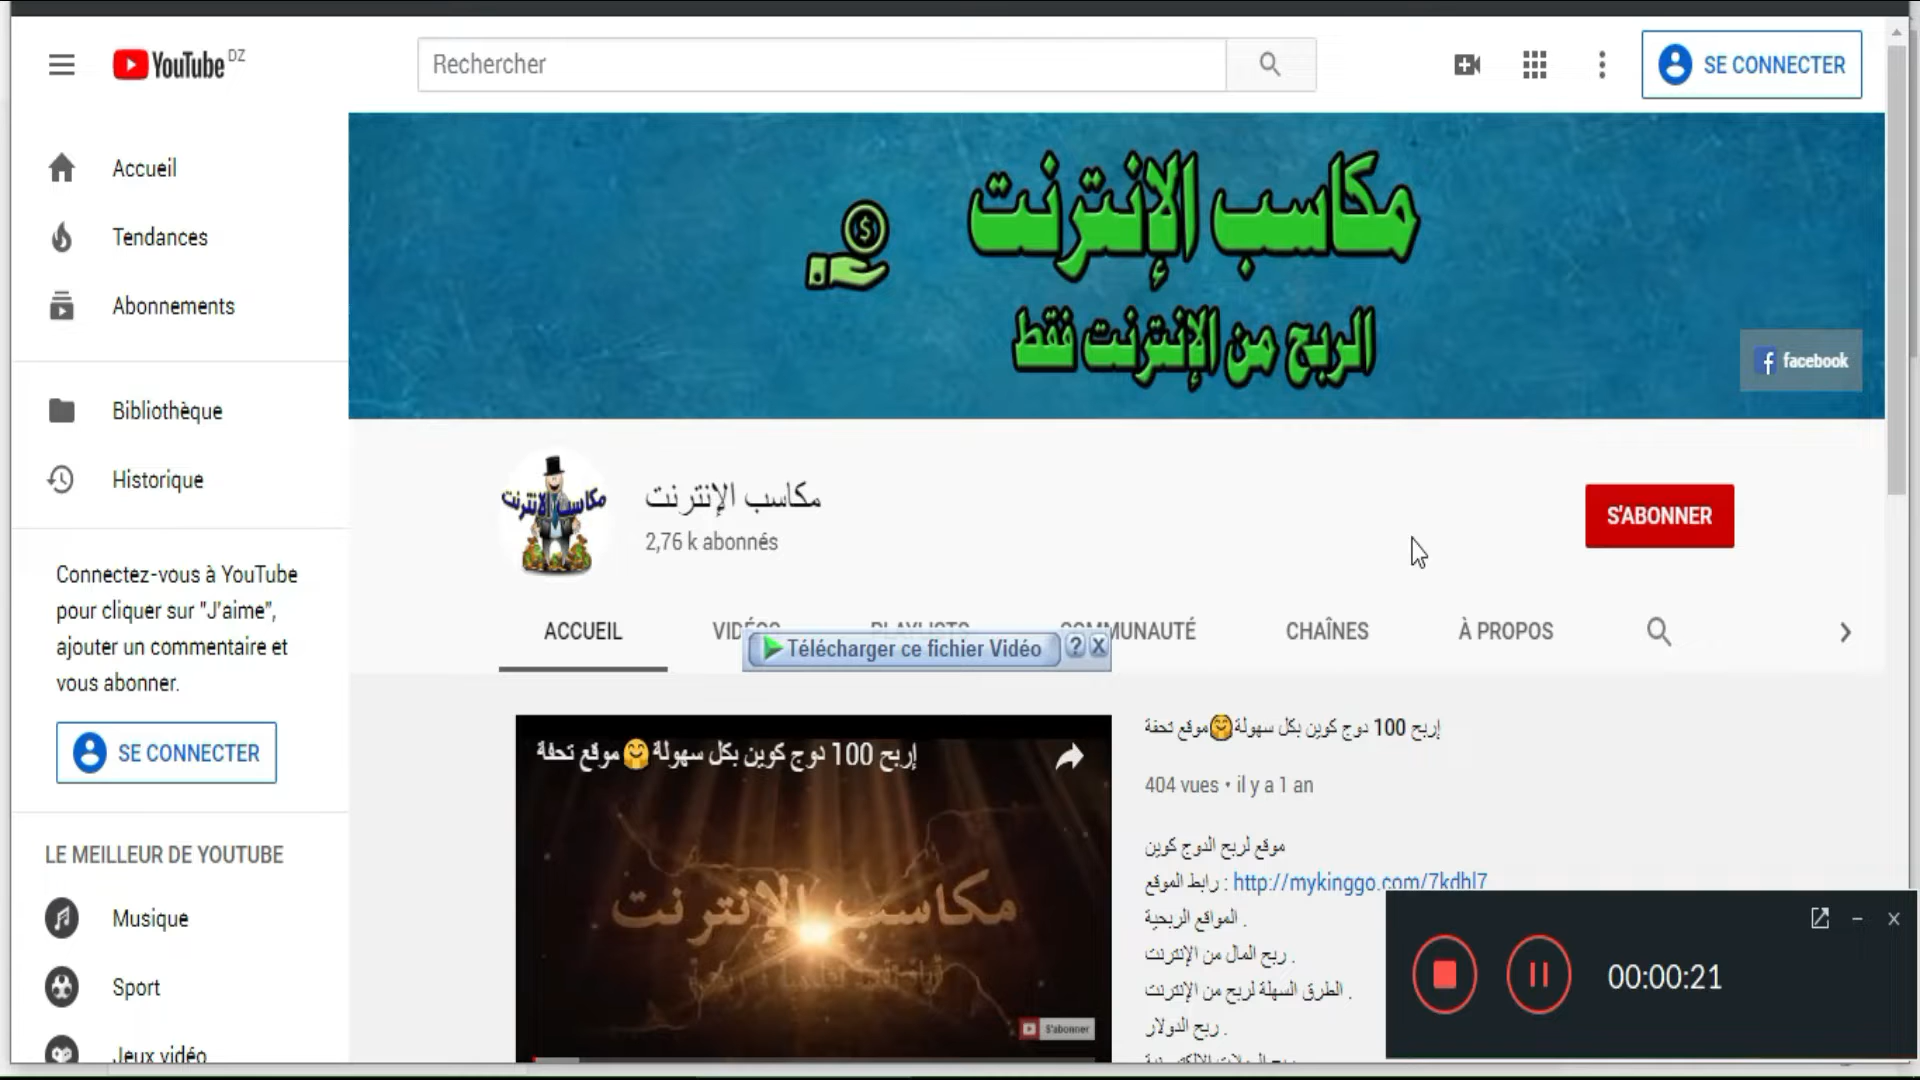 YouTube DZ
Rechercher
SE CONNECTER
Accueil
Tendances
Abonnements
Bibliothèque
Historique
Connectez-vous à YouTube
pour cliquer sur "J'aime",
ajouter un commentaire et
vous abonner.
SE CONNECTER
LE MEILLEUR DE YOUTUBE
Musique
Sport
Jeux vidéo
مكاسب الإنترنت
الربح من الإنترنت فقط
facebook
مكاسب الانترنت
مكاسب الإنترنت
2,76 k abonnés
S'ABONNER
ACCUEIL
VIDÉOS
PLAYLISTS
COMMUNAUTÉ
CHAÎNES
À PROPOS
Télécharger ce fichier Vidéo
? X
إربح 100 دوج كوين بكل سهولة🤗موقع تحفة
مكاسب الإنترنت
S'abonner
إربح 100 دوج كوين بكل سهولة🤗موقع تحفة
404 vues • il y a 1 an
موقع لربح الدوج كوين
رابط الموقع : http://mykinggo.com/7kdhl7
المواقع الربحية .
ربح المال من الإنترنت .
الطرق السهلة لربح من الإنترنت .
ربح الدولار .
00:00:21